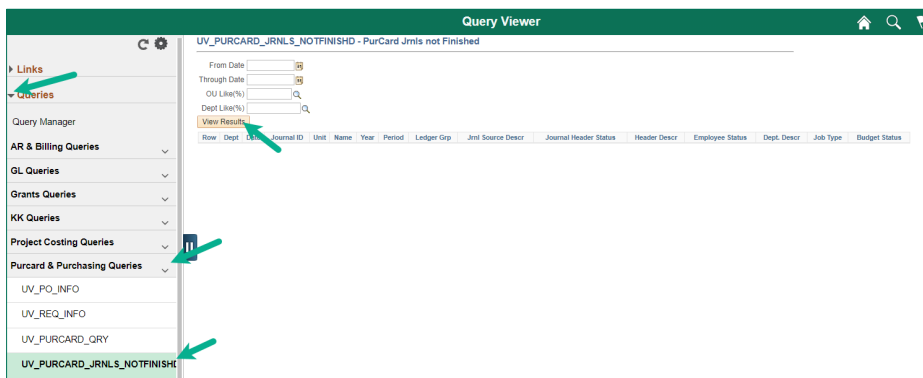 Query Viewer
Links
Queries
Query Manager
AR & Billing Queries
GL Queries
Grants Queries
KK Queries
Project Costing Queries
Purcard & Purchasing Queries
UV_PO_INFO
UV_REQ_INFO
UV_PURCARD_QRY
UV_PURCARD_JRNLS_NOTFINISHD
UV_PURCARD_JRNLS_NOTFINISHD - PurCard Jrnls not Finished
From Date
Through Date
OU Like(%)
Dept Like(%)
View Results
Row Dept Date Journal ID Unit Name Year Period Ledger Grp Jrnl Source Descr Journal Header Status Header Descr Employee Status Dept. Descr Job Type Budget Status